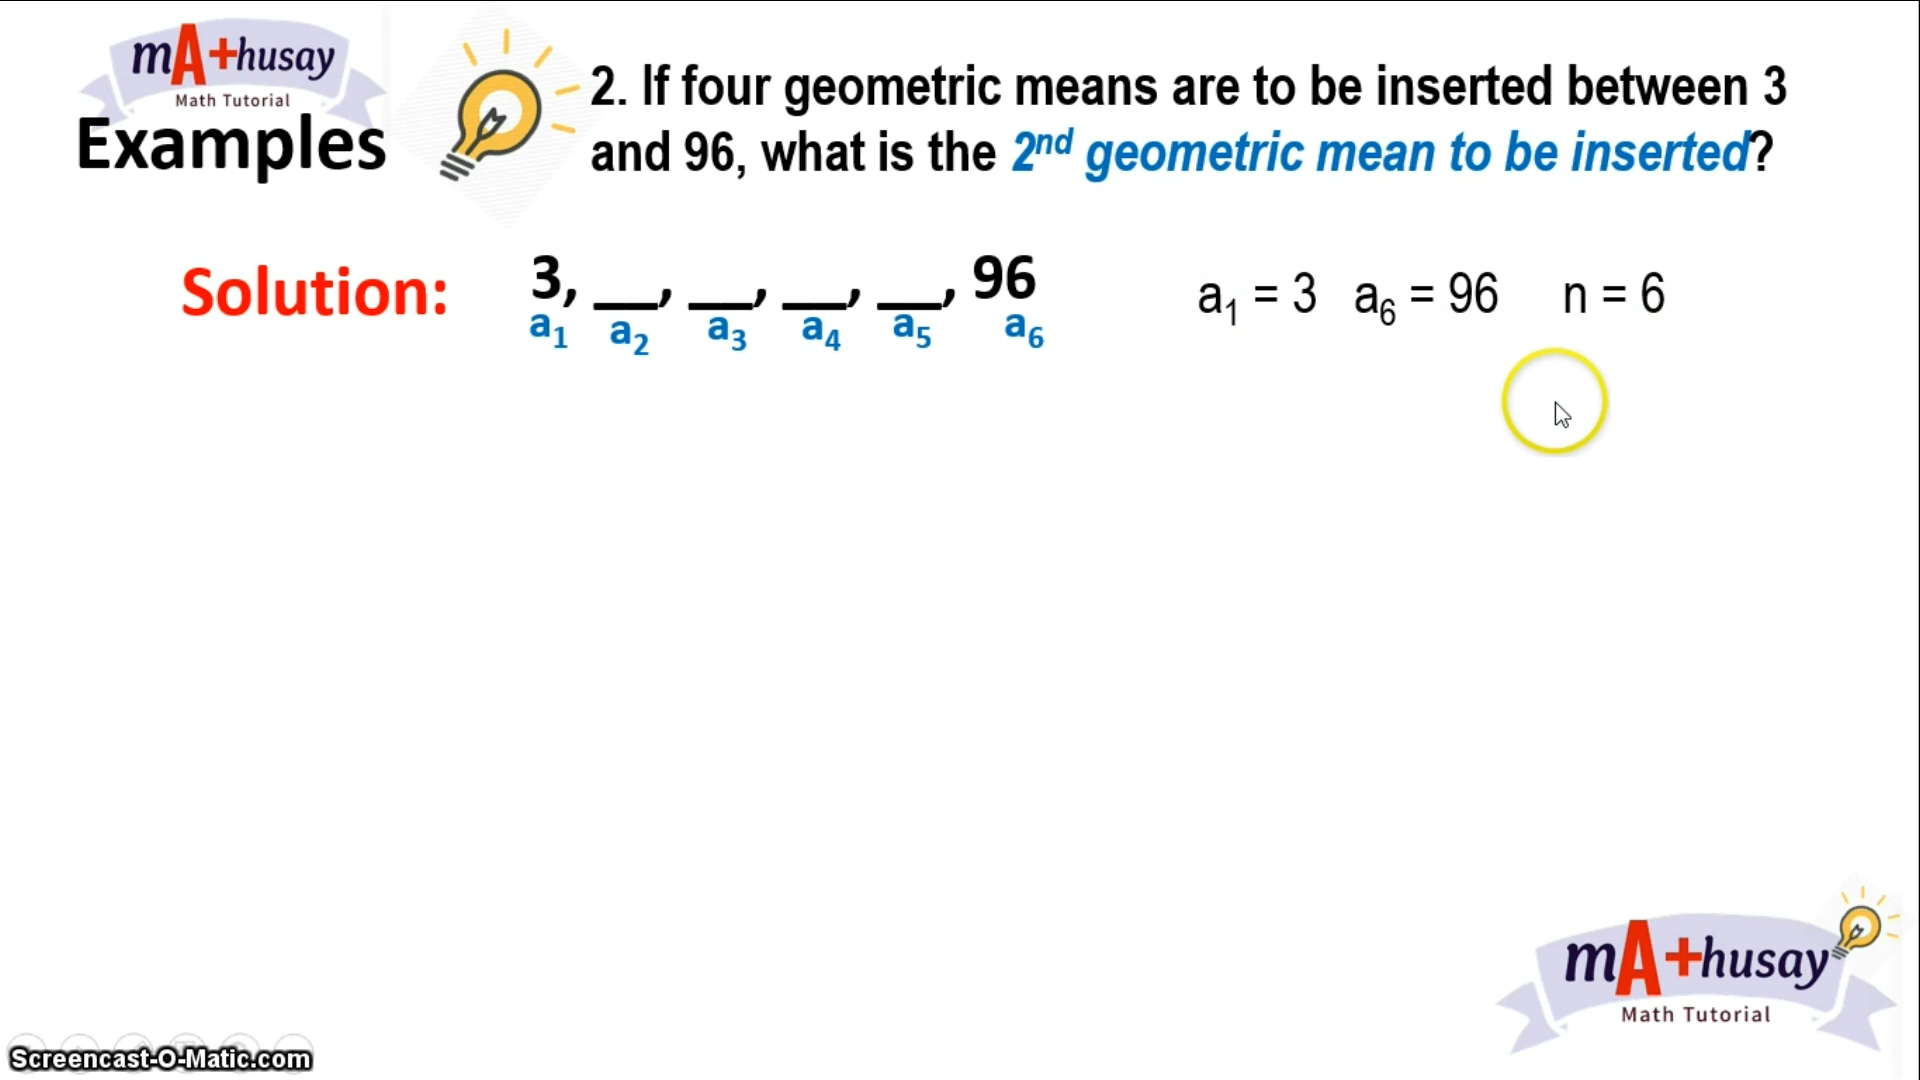 mA+husay
Math Tutorial
Examples
2. If four geometric means are to be inserted between 3
and 96, what is the 2nd geometric mean to be inserted?
Solution:
3, __, __, __, __, 96
a1 a2 a3 a4 a5 a6
a1 = 3 a6 = 96 n = 6
mA+husay
Math Tutorial
Screencast-O-Matic.com